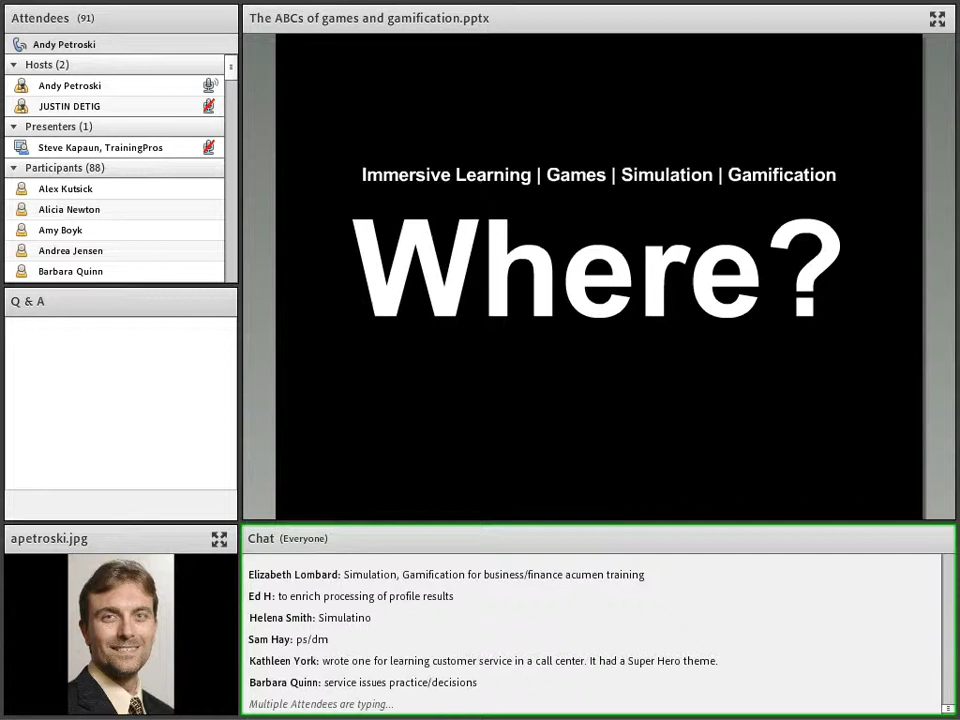 Attendees (91)
Andy Petroski
Hosts (2)
Andy Petroski
JUSTIN DETIG
Presenters (1)
Steve Kapaun, TrainingPros
Participants (88)
Alex Kutsick
Alicia Newton
Amy Boyk
Andrea Jensen
Barbara Quinn
Q & A
apetroski.jpg
The ABCs of games and gamification.pptx
Immersive Learning | Games | Simulation | Gamification
Where?
Chat (Everyone)
Elizabeth Lombard: Simulation, Gamification for business/finance acumen training
Ed H: to enrich processing of profile results
Helena Smith: Simulatino
Sam Hay: ps/dm
Kathleen York: wrote one for learning customer service in a call center. It had a Super Hero theme.
Barbara Quinn: service issues practice/decisions
Multiple Attendees are typing...